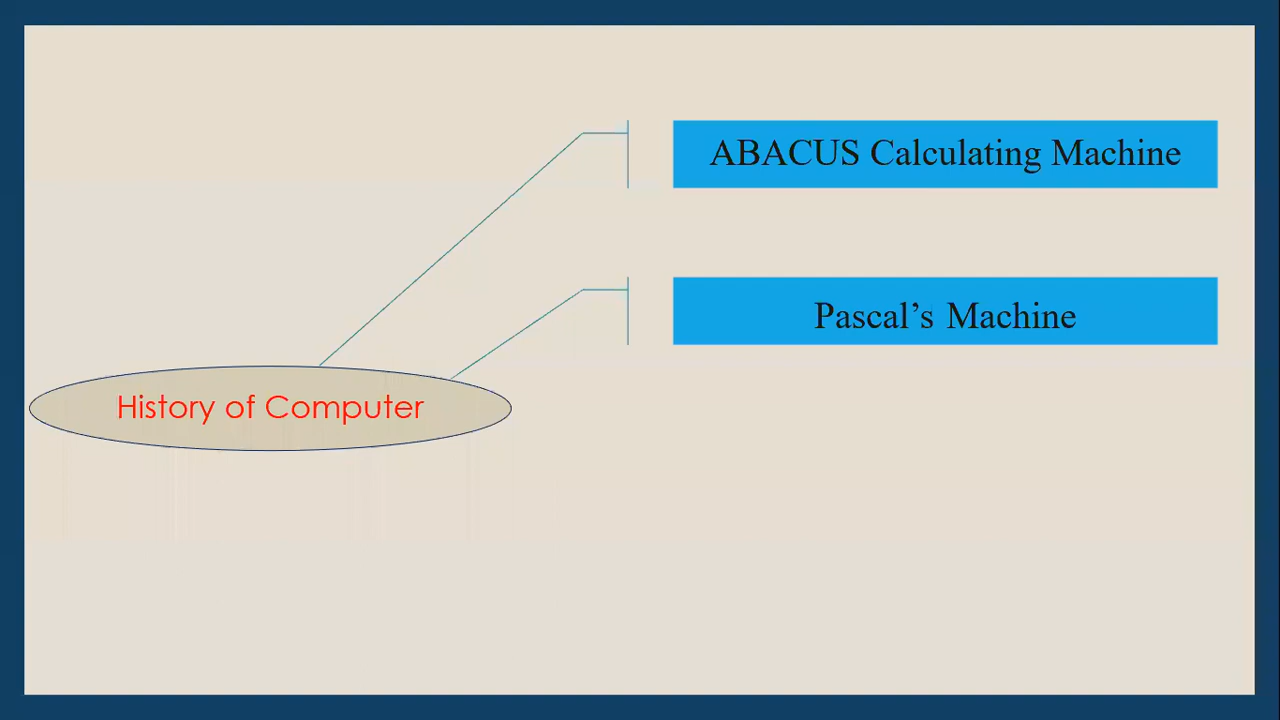 ABACUS Calculating Machine
Pascal’s Machine
History of Computer